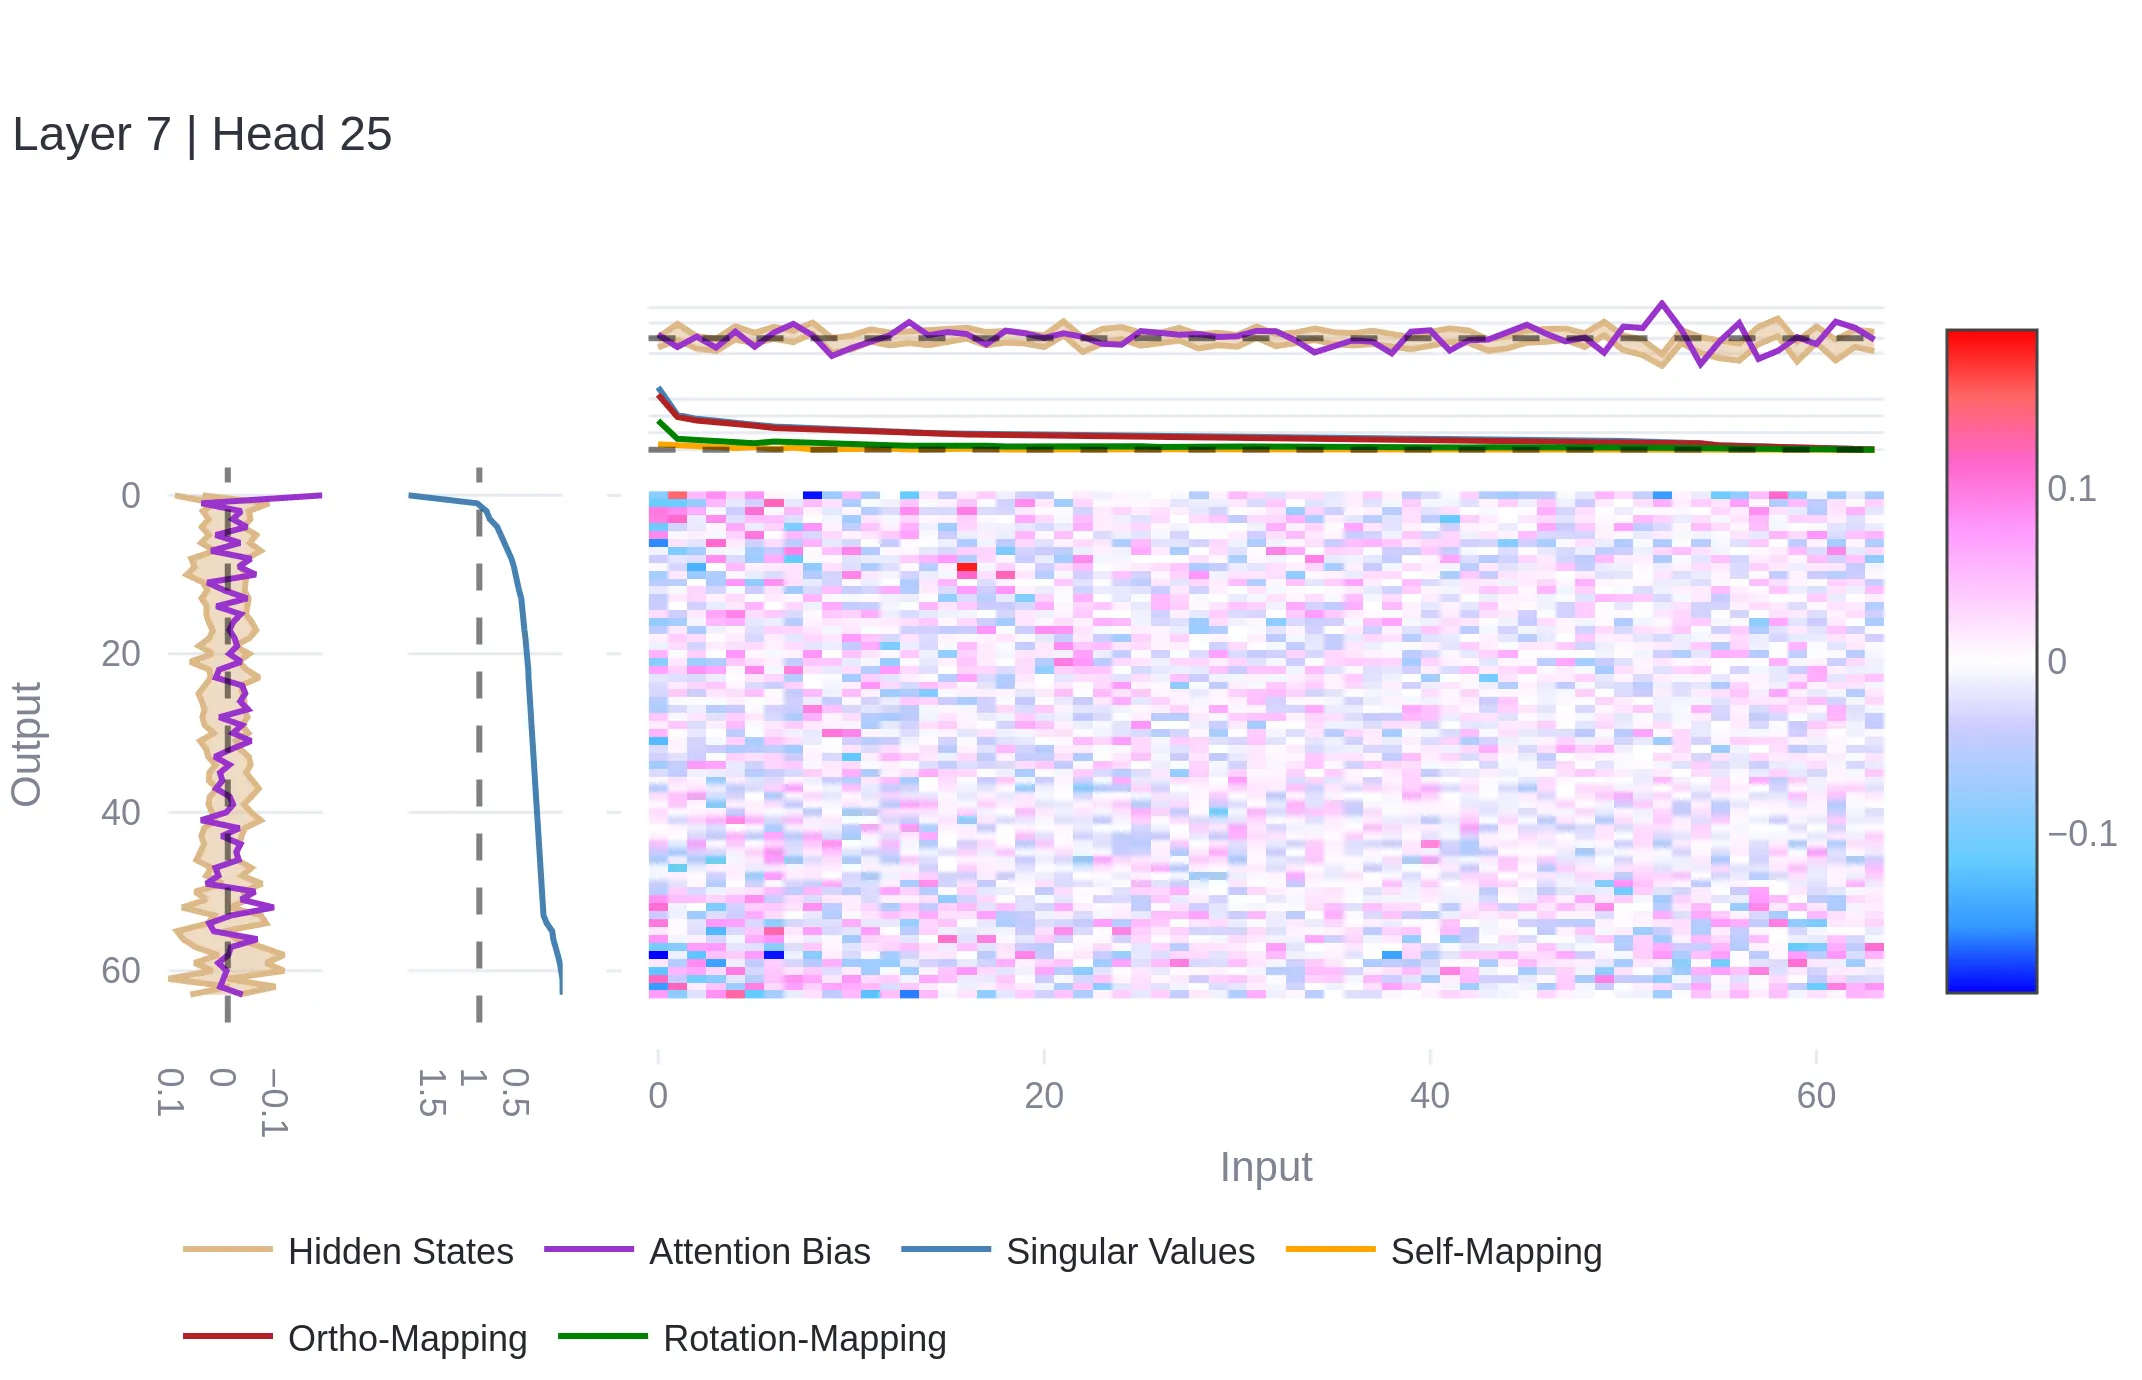 Layer 7 | Head 25
0
20
40
60
Output
0.1
0
−0.1
1.5
1
0.5
0
20
40
60
Input
0.1
0
−0.1
Hidden States
Attention Bias
Singular Values
Self-Mapping
Ortho-Mapping
Rotation-Mapping